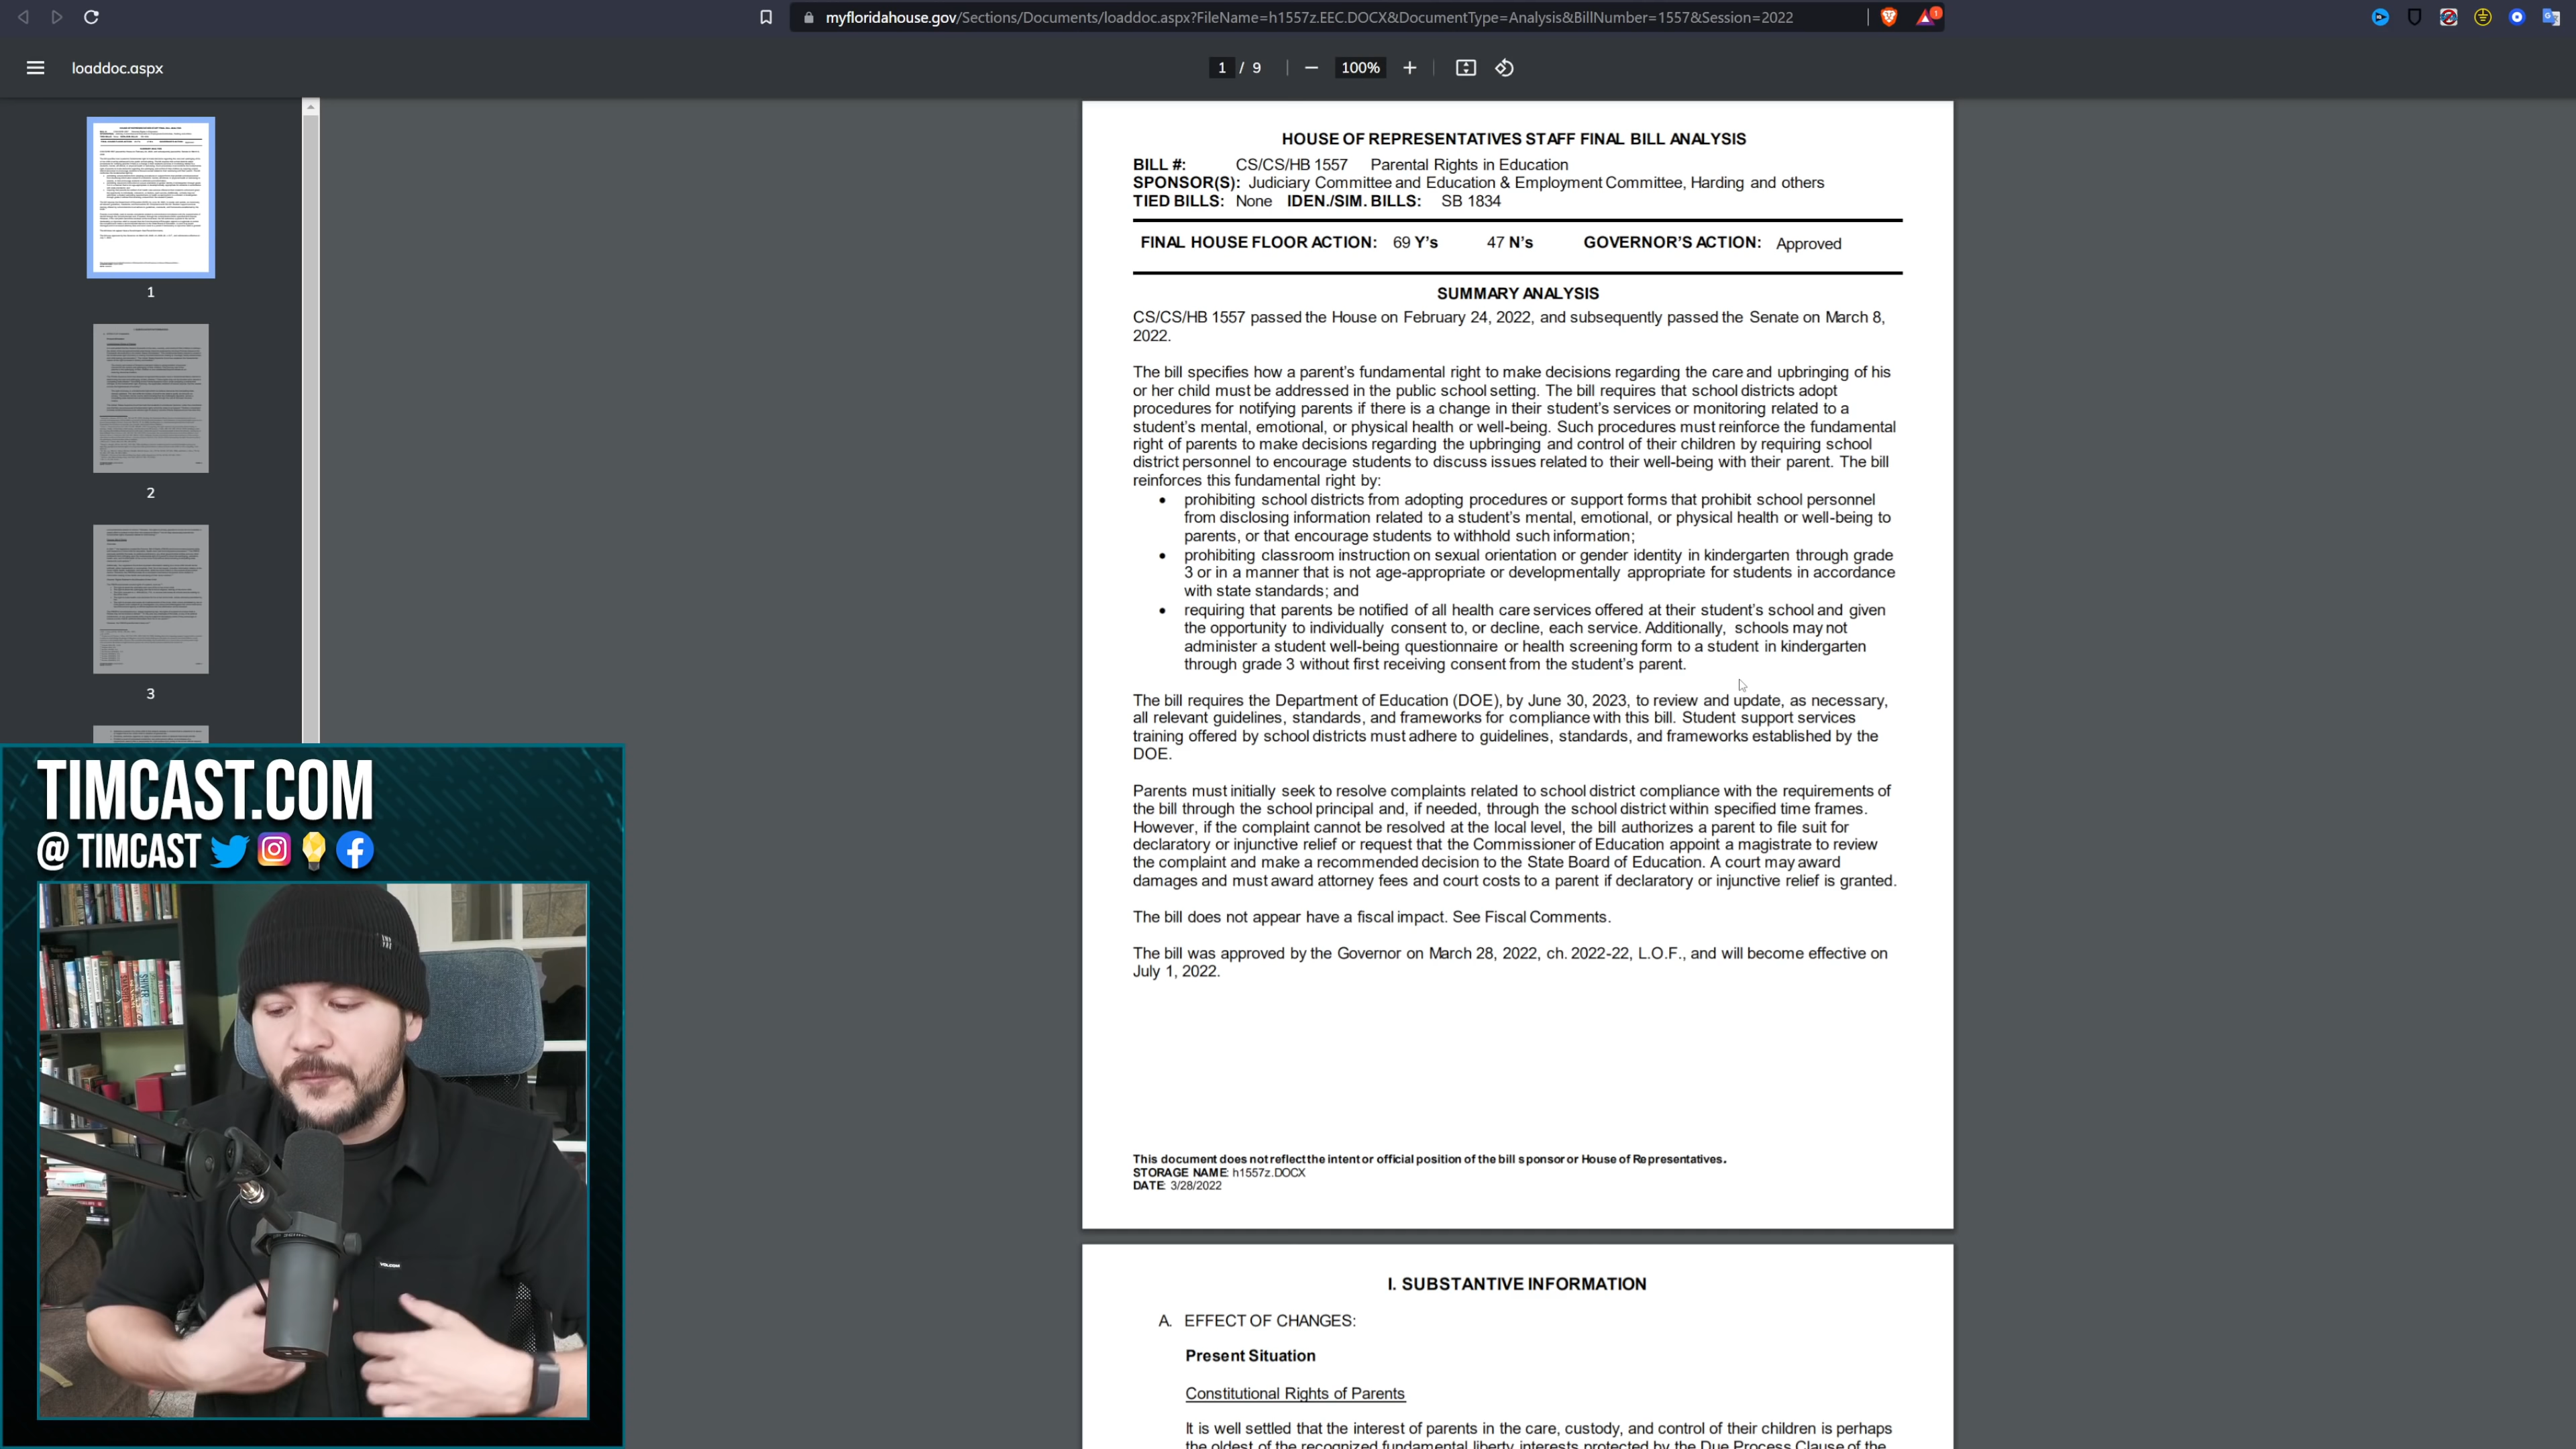 myfloridahouse.gov/Sections/Documents/loaddoc.aspx?FileName=h1557z.EEC.DOCX&DocumentType=Analysis&BillNumber=1557&Session=2022
1
loaddoc.aspx
1 / 9
100%
HOUSE OF REPRESENTATIVES STAFF FINAL BILL ANALYSIS
BILL #: CS/CS/HB 1557 Parental Rights in Education
SPONSOR(S): Judiciary Committee and Education & Employment Committee, Harding and others
TIED BILLS: None IDEN./SIM. BILLS: SB 1834
FINAL HOUSE FLOOR ACTION: 69 Y's 47 N's GOVERNOR'S ACTION: Approved
SUMMARY ANALYSIS
CS/CS/HB 1557 passed the House on February 24, 2022, and subsequently passed the Senate on March 8,
2022.
The bill specifies how a parent's fundamental right to make decisions regarding the care and upbringing of his
or her child must be addressed in the public school setting. The bill requires that school districts adopt
procedures for notifying parents if there is a change in their student's services or monitoring related to a
student's mental, emotional, or physical health or well-being. Such procedures must reinforce the fundamental
right of parents to make decisions regarding the upbringing and control of their children by requiring school
district personnel to encourage students to discuss issues related to their well-being with their parent. The bill
reinforces this fundamental right by:
• prohibiting school districts from adopting procedures or support forms that prohibit school personnel
from disclosing information related to a student's mental, emotional, or physical health or well-being to
parents, or that encourage students to withhold such information;
• prohibiting classroom instruction on sexual orientation or gender identity in kindergarten through grade
3 or in a manner that is not age-appropriate or developmentally appropriate for students in accordance
with state standards; and
• requiring that parents be notified of all health care services offered at their student's school and given
the opportunity to individually consent to, or decline, each service. Additionally, schools may not
administer a student well-being questionnaire or health screening form to a student in kindergarten
through grade 3 without first receiving consent from the student's parent.
The bill requires the Department of Education (DOE), by June 30, 2023, to review and update, as necessary,
all relevant guidelines, standards, and frameworks for compliance with this bill. Student support services
training offered by school districts must adhere to guidelines, standards, and frameworks established by the
DOE.
Parents must initially seek to resolve complaints related to school district compliance with the requirements of
the bill through the school principal and, if needed, through the school district within specified time frames.
However, if the complaint cannot be resolved at the local level, the bill authorizes a parent to file suit for
declaratory or injunctive relief or request that the Commissioner of Education appoint a magistrate to review
the complaint and make a recommended decision to the State Board of Education. A court may award
damages and must award attorney fees and court costs to a parent if declaratory or injunctive relief is granted.
The bill does not appear have a fiscal impact. See Fiscal Comments.
The bill was approved by the Governor on March 28, 2022, ch. 2022-22, L.O.F., and will become effective on
July 1, 2022.
This document does not reflect the intent or official position of the bill sponsor or House of Representatives.
STORAGE NAME: h1557z.DOCX
DATE: 3/28/2022
I. SUBSTANTIVE INFORMATION
A. EFFECT OF CHANGES:
Present Situation
Constitutional Rights of Parents
It is well settled that the interest of parents in the care, custody, and control of their children is perhaps
the oldest of the recognized fundamental liberty interests protected by the Due Process Clause of the
1
2
3
TIMCAST.COM
@ TIMCAST
VOLCOM